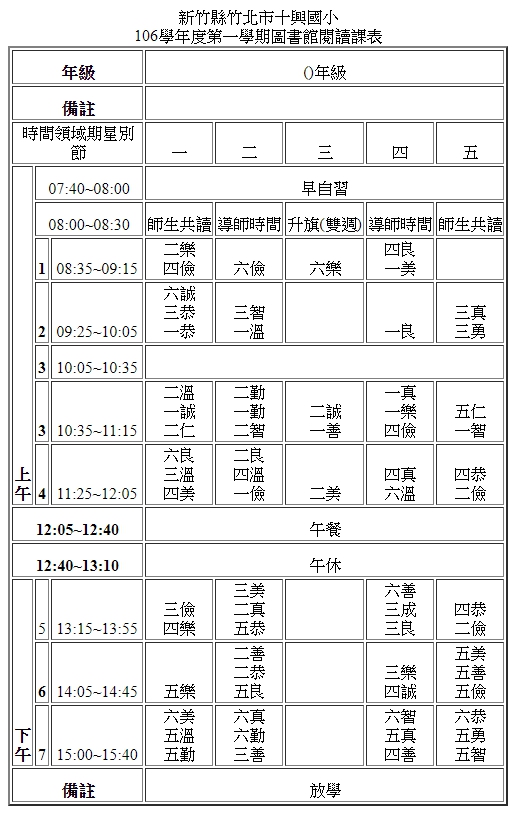 新竹縣竹北市十興國小
106學年度第一學期圖書館閱讀課表
年級 ()年級
備註
時間領域期星別
節 一 二 三 四 五
07:40~08:00 早自習
08:00~08:30 師生共讀 導師時間 升旗(雙週) 導師時間 師生共讀
二樂 四良
四儉 六儉 六樂 一美
1 08:35~09:15
六誠
三恭 三智 三真
一恭 一溫 一良 三勇
2 09:25~10:05
3 10:05~10:35
二溫 二勤 一真
一誠 一勤 二誠 一樂 五仁
二仁 二智 一善 四儉 一智
3 10:35~11:15
六良 二良
三溫 四溫 四真 四恭
四美 一儉 二美 六溫 二儉
4 11:25~12:05
上
午
12:05~12:40 午餐
12:40~13:10 午休
三美 六善
三儉 二真 三成 四恭
四樂 五恭 三良 二儉
5 13:15~13:55
二善 五美
二恭 三樂 五善
五樂 五良 四誠 五儉
6 14:05~14:45
六美 六真 六智 六恭
五溫 六勤 五真 五勇
五勤 三善 四善 五智
7 15:00~15:40
下
午
備註 放學